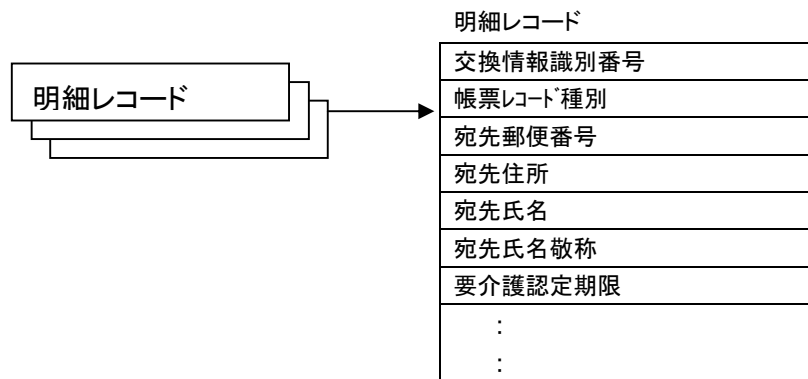 明細レコード
明細レコード
交換情報識別番号
帳票ﾚｺｰﾄﾞ種別
宛先郵便番号
宛先住所
宛先氏名
宛先氏名敬称
要介護認定期限
：
：